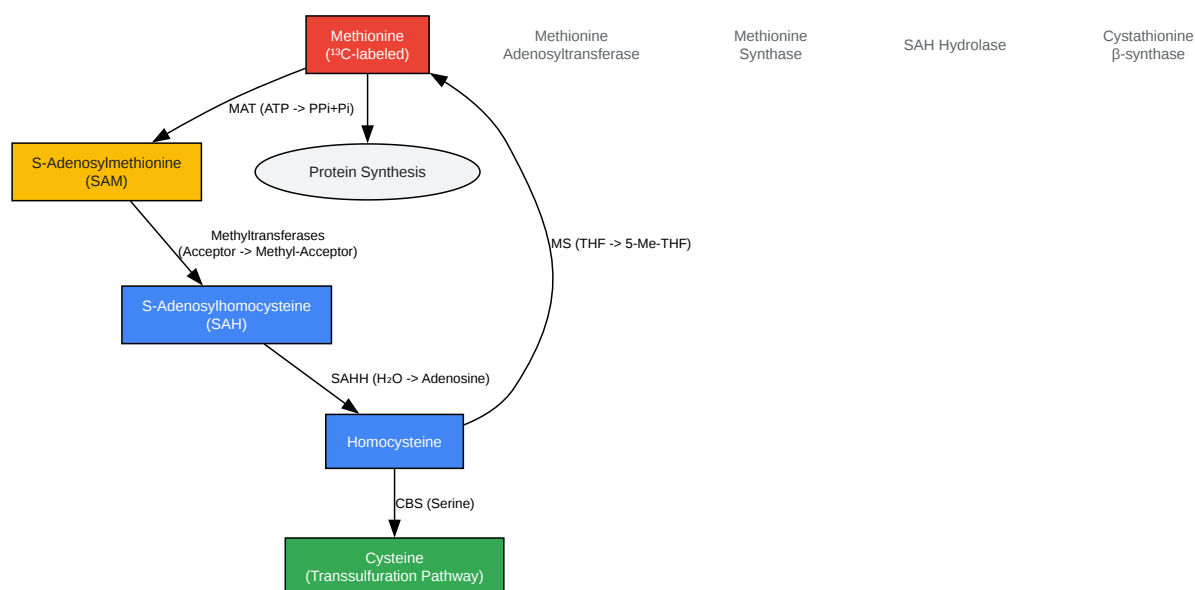 Methionine
(¹³C-labeled)
Methionine
Adenosyltransferase
Methionine
Synthase
SAH Hydrolase
Cystathionine
β-synthase
MAT (ATP -> PPi+Pi)
S-Adenosylmethionine
(SAM)
Protein Synthesis
Methyltransferases
(Acceptor -> Methyl-Acceptor)
MS (THF -> 5-Me-THF)
S-Adenosylhomocysteine
(SAH)
SAHH (H₂O -> Adenosine)
Homocysteine
CBS (Serine)
Cysteine
(Transsulfuration Pathway)